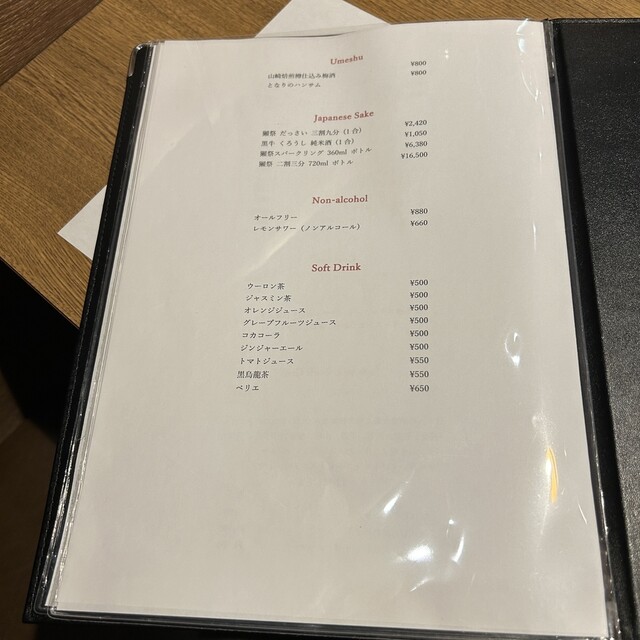 Umeshu
山崎焙煎樽仕込み梅酒 ¥800
となりのハンサム ¥800
Japanese Sake
獺祭 だっさい 三割九分 (1合) ¥2,420
黒牛 くろうし 純米酒 (1合) ¥1,050
獺祭スパークリング 360ml ボトル ¥6,380
獺祭 二割三分 720ml ボトル ¥16,500
Non-alcohol
オールフリー ¥880
レモンサワー（ノンアルコール） ¥660
Soft Drink
ウーロン茶 ¥500
ジャスミン茶 ¥500
オレンジジュース ¥500
グレープフルーツジュース ¥500
コカコーラ ¥500
ジンジャーエール ¥500
トマトジュース ¥550
黒烏龍茶 ¥550
ペリエ ¥650